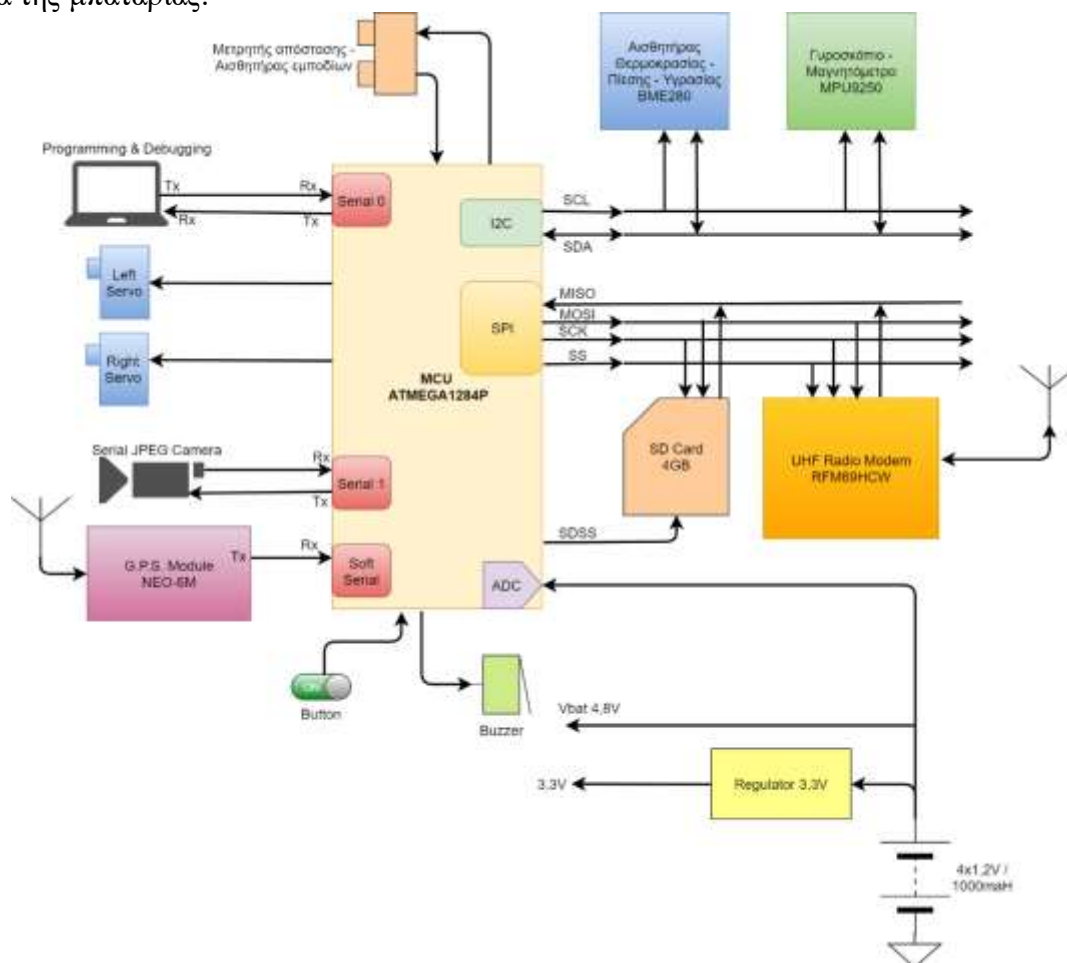 της μπαταρίας.
Μετρητής απόστασης -
Αισθητήρας εμποδίων
Αισθητήρας
Θερμοκρασίας -
Πίεσης - Υγρασίας
BME280
Γυροσκόπιο -
Μαγνητόμετρο
MPU9250
Programming & Debugging
Tx
Rx
Rx
Tx
Serial 0
I2C
SCL
SDA
Left
Servo
Right
Servo
MISO
MOSI
SCK
SS
SPI
MCU
ATMEGA1284P
Serial JPEG Camera
Rx
Tx
Serial 1
SD Card
4GB
UHF Radio Modem
RFM69HCW
SDSS
G.P.S. Module
NEO-6M
Tx
Rx
Soft
Serial
ADC
ON
Button
Buzzer
Vbat 4,8V
3,3V
Regulator 3,3V
4x1,2V /
1000maH